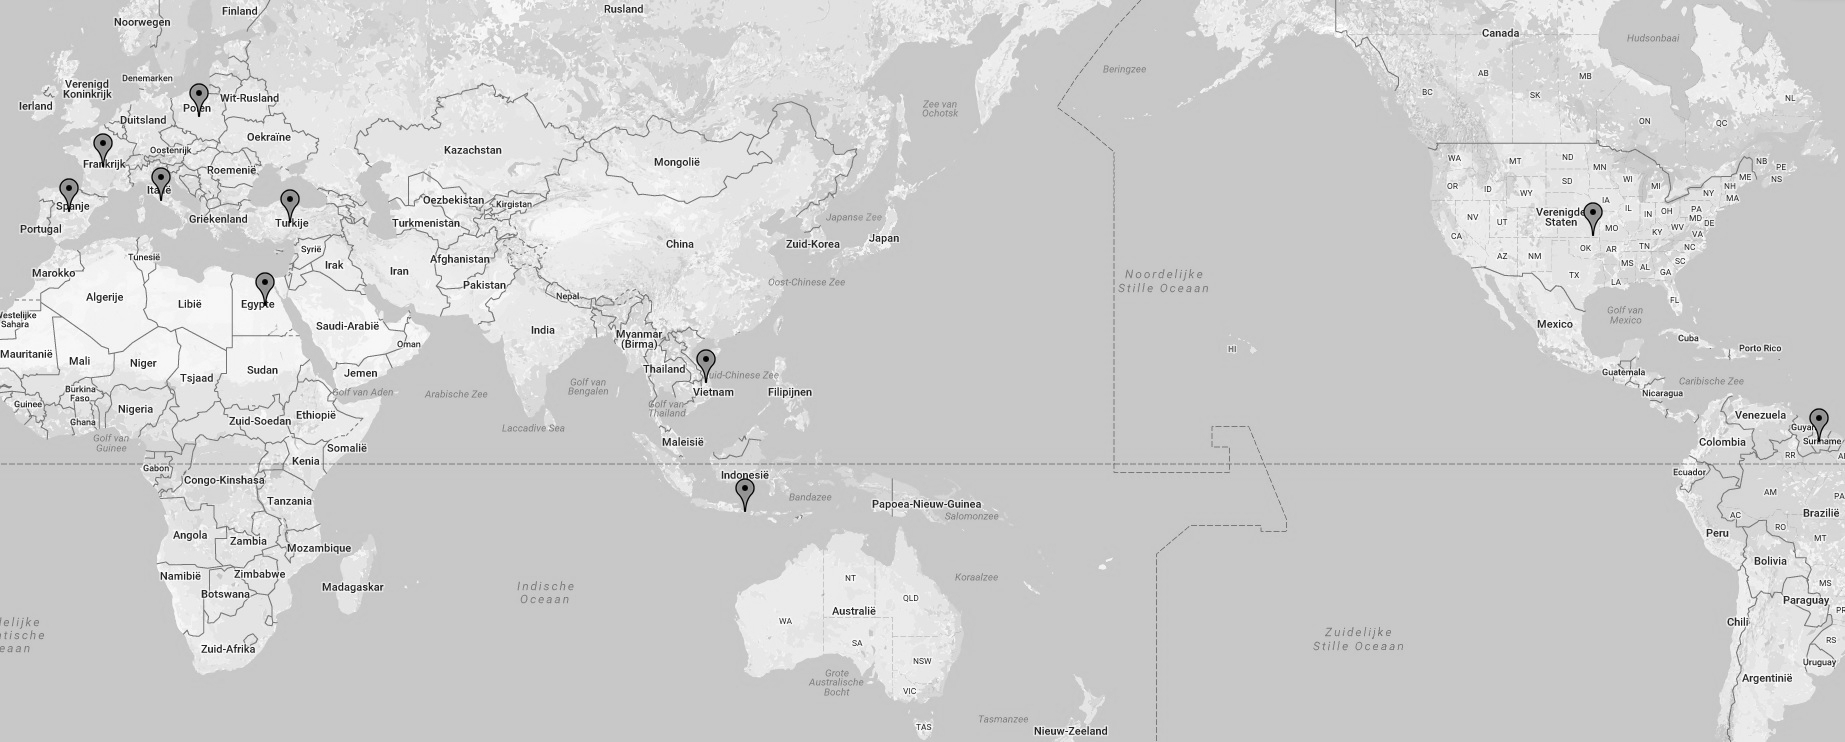 Noorwegen
Finland
Rusland
Denemarken
Verenigd
Koninkrijk
Ierland
Polen
Wit-Rusland
Duitsland
Oekraïne
Frankrijk
Oostenrijk
Roemenië
Italië
Spanje
Portugal
Griekenland
Turkije
Kazachstan
Mongolië
Oezbekistan
Kirgistan
Turkmenistan
Afghanistan
China
Zuid-Korea
Japan
Japanse Zee
Zee van
Ochotsk
Beringzee
Oost-Chinese Zee
Tunesië
Marokko
Algerije
Libië
Egypte
Syrië
Irak
Iran
Pakistan
Nepal
India
Westelijke
Sahara
Saudi-Arabië
Oman
Jemen
Mauritanië
Mali
Niger
Tsjaad
Sudan
Burkina
Faso
Guinee
Ghana
Nigeria
Golf van
Guinee
Zuid-Soedan
Ethiopië
Golf van Aden
Arabische Zee
Somalië
Kenia
Gabon
Congo-Kinshasa
Tanzania
Angola
Zambia
Mozambique
Namibië
Zimbabwe
Botswana
Madagaskar
Zuid-Afrika
Myanmar
(Birma)
Thailand
Vietnam
Golf van
Bengalen
Golf van
Thailand
Zuid-Chinese Zee
Filipijnen
Laccadive Sea
Maleisië
Indonesië
Bandazee
Papoea-Nieuw-Guinea
Salomonzee
Koraalzee
Indische
Oceaan
NT
QLD
Australië
WA
SA
NSW
VIC
TAS
Grote
Australische
Bocht
Tasmanzee
Nieuw-Zeeland
Noordelijke
Stille Oceaan
HI
Zuidelijke
Stille Oceaan
Canada
Hudsonbaai
AB
MB
BC
SK
NL
ON
QC
WA
MT
ND
MN
NB
PE
OR
ID
SD
WI
MI
ME
NS
WY
NY
NH
MA
IA
NV
UT
Verenigde
Staten
IL
IN
OH
PA
MD
DE
CA
MO
KY
WV
VA
AZ
NM
OK
AR
TN
NC
TX
MS
AL
SC
GA
LA
FL
Golf van
Mexico
Mexico
Cuba
Porto Rico
Guatemala
Caribische Zee
Nicaragua
Venezuela
Guyana
Suriname
Colombia
RR
Ecuador
AM
PA
AC
RO
Brazilië
Peru
MT
Bolivia
MS
Paraguay
PR
Chili
RS
Uruguay
Argentinië